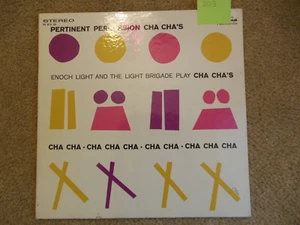 STEREO
PERTINENT PERCUSSION CHA CHA'S
ENOCH LIGHT AND THE LIGHT BRIGADE PLAY CHA CHA'S
CHA CHA • CHA CHA CHA • CHA CHA • CHA CHA CHA